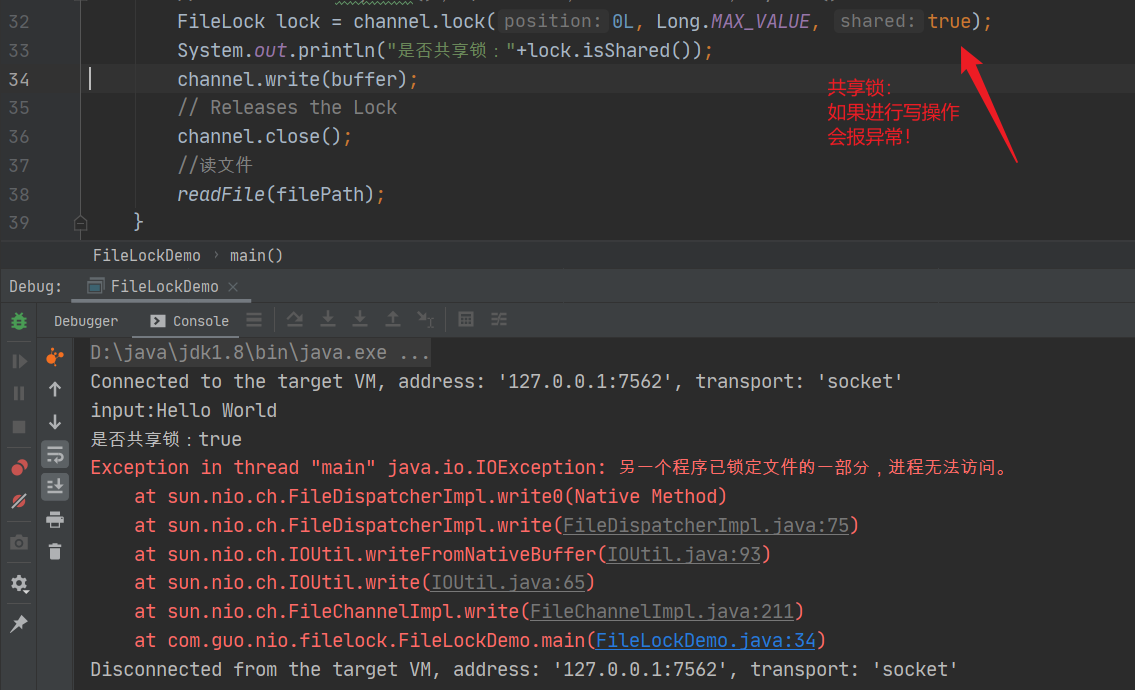 32 FileLock lock = channel.lock( position: 0L, Long.MAX_VALUE, shared: true);
33 System.out.println("是否共享锁："+lock.isShared());
34 channel.write(buffer);
35 // Releases the Lock
36 channel.close();
37 //读文件
38 readFile(filePath);
39 }
共享锁：
如果进行写操作
会报异常！
FileLockDemo › main()
Debug: FileLockDemo ×
Debugger Console
D:\java\jdk1.8\bin\java.exe ...
Connected to the target VM, address: '127.0.0.1:7562', transport: 'socket'
input:Hello World
是否共享锁：true
Exception in thread "main" java.io.IOException: 另一个程序已锁定文件的一部分，进程无法访问。
at sun.nio.ch.FileDispatcherImpl.write0(Native Method)
at sun.nio.ch.FileDispatcherImpl.write(FileDispatcherImpl.java:75)
at sun.nio.ch.IOUtil.writeFromNativeBuffer(IOUtil.java:93)
at sun.nio.ch.IOUtil.write(IOUtil.java:65)
at sun.nio.ch.FileChannelImpl.write(FileChannelImpl.java:211)
at com.guo.nio.filelock.FileLockDemo.main(FileLockDemo.java:34)
Disconnected from the target VM, address: '127.0.0.1:7562', transport: 'socket'